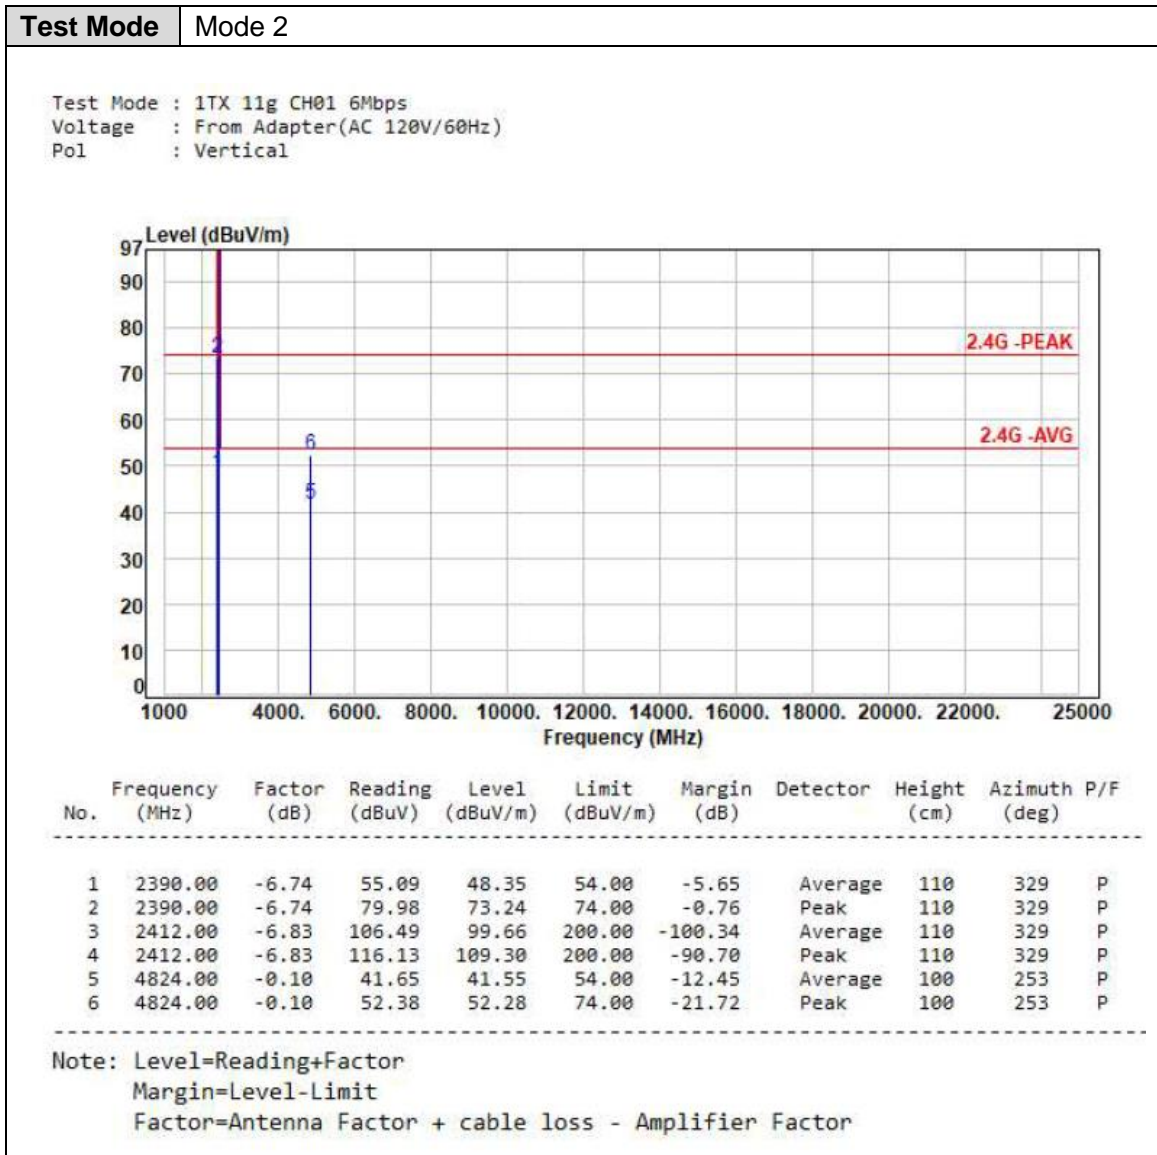 Test Mode Mode 2
Test Mode : 1TX 11g CH01 6Mbps
Voltage : From Adapter(AC 120V/60Hz)
Pol : Vertical
Level (dBuV/m)
97
90
80
2.4G -PEAK
2
70
60
2.4G -AVG
6
50
5
40
30
20
10
0
1000 4000. 6000. 8000. 10000. 12000. 14000. 16000. 18000. 20000. 22000. 25000
Frequency (MHz)
Frequency Factor Reading Level Limit Margin Detector Height Azimuth P/F
No. (MHz) (dB) (dBuV) (dBuV/m) (dBuV/m) (dB) (cm) (deg)
1 2390.00 -6.74 55.09 48.35 54.00 -5.65 Average 110 329 P
2 2390.00 -6.74 79.98 73.24 74.00 -0.76 Peak 110 329 P
3 2412.00 -6.83 106.49 99.66 200.00 -100.34 Average 110 329 P
4 2412.00 -6.83 116.13 109.30 200.00 -90.70 Peak 110 329 P
5 4824.00 -0.10 41.65 41.55 54.00 -12.45 Average 100 253 P
6 4824.00 -0.10 52.38 52.28 74.00 -21.72 Peak 100 253 P
Note: Level=Reading+Factor
Margin=Level-Limit
Factor=Antenna Factor + cable loss - Amplifier Factor